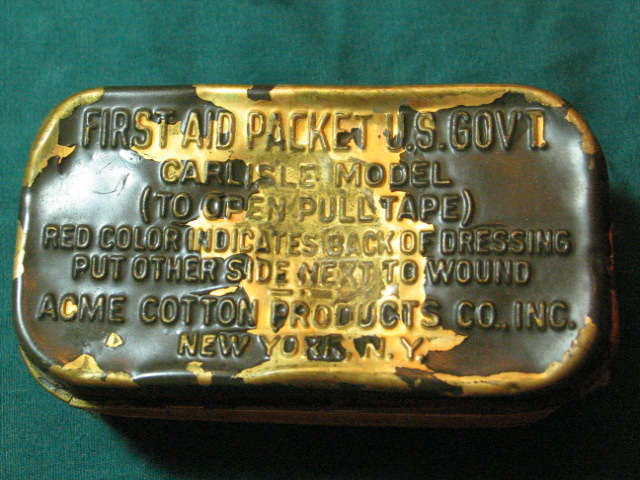 FIRST AID PACKET U.S. GOV'T.
CARLISLE MODEL
(TO OPEN PULL TAPE)
RED COLOR INDICATES BACK OF DRESSING
PUT OTHER SIDE NEXT TO WOUND
ACME COTTON PRODUCTS CO., INC.
NEW YORK, N.Y.